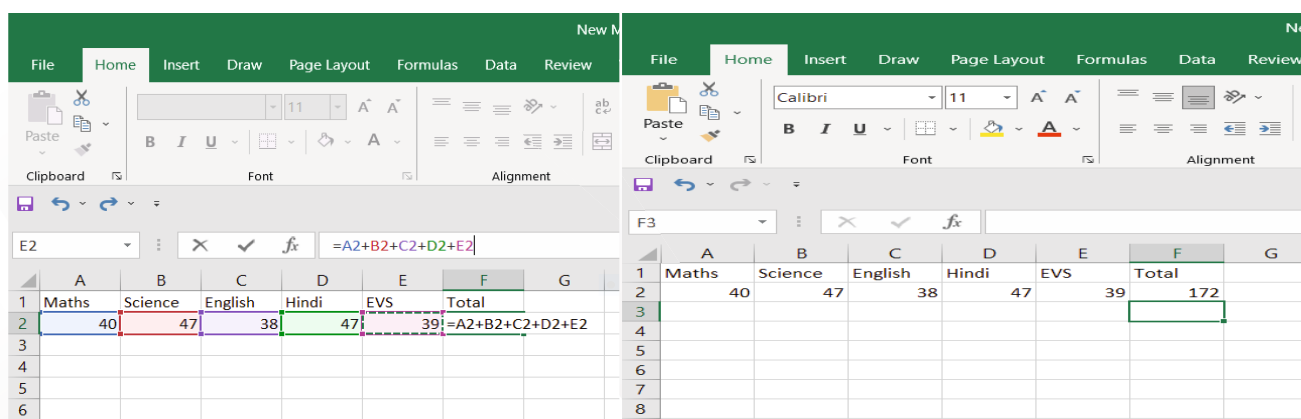 New M
File Home Insert Draw Page Layout Formulas Data Review
11 A A ab
Paste B I U A
Clipboard Font Alignment
E2 fx =A2+B2+C2+D2+E2
A B C D E F G
1 Maths Science English Hindi EVS Total
2 40 47 38 47 39 =A2+B2+C2+D2+E2
3
4
5
6
Ne
File Home Insert Draw Page Layout Formulas Data Review
Calibri 11 A A
Paste B I U A
Clipboard Font Alignment
F3 fx
A B C D E F G
1 Maths Science English Hindi EVS Total
2 40 47 38 47 39 172
3
4
5
6
7
8